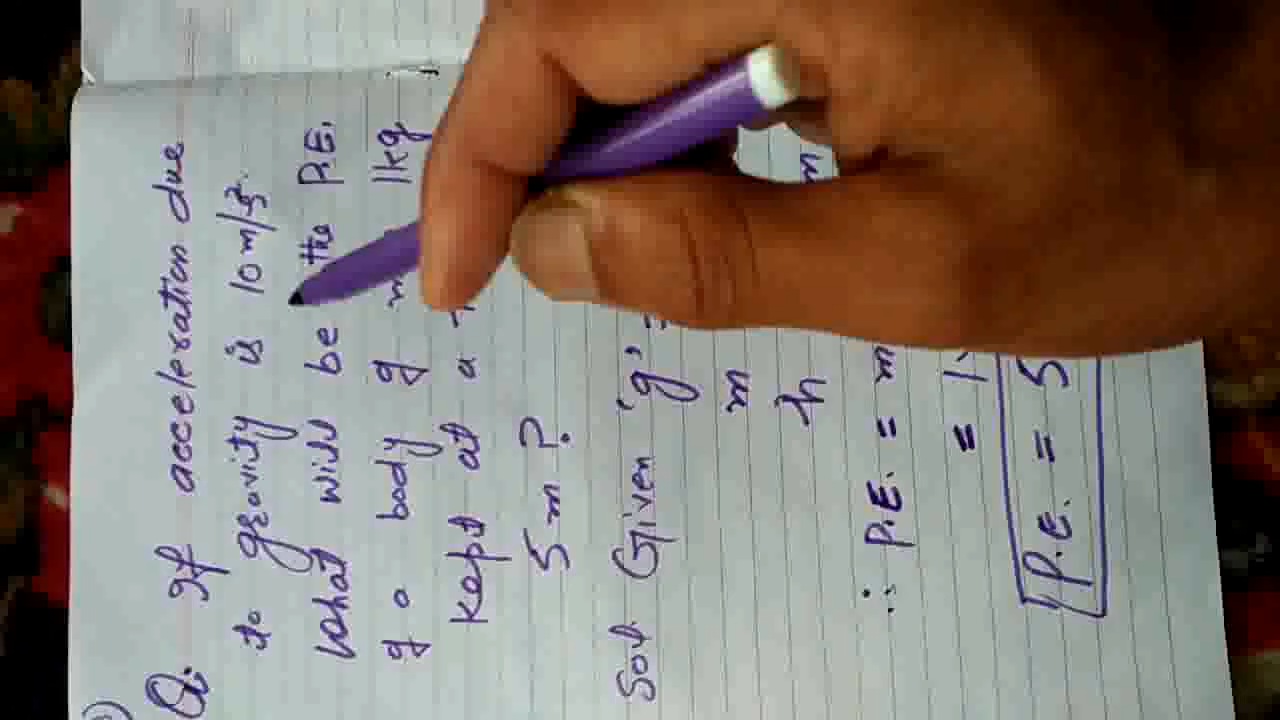 Q. If acceleration due
to gravity is 10 m/s².
What will be the P.E.
of a body of m 1kg
kept at a
5 m ?
Sol. Given 'g' =
m
h
∴ P.E. = m
= 1
P.E. = 5